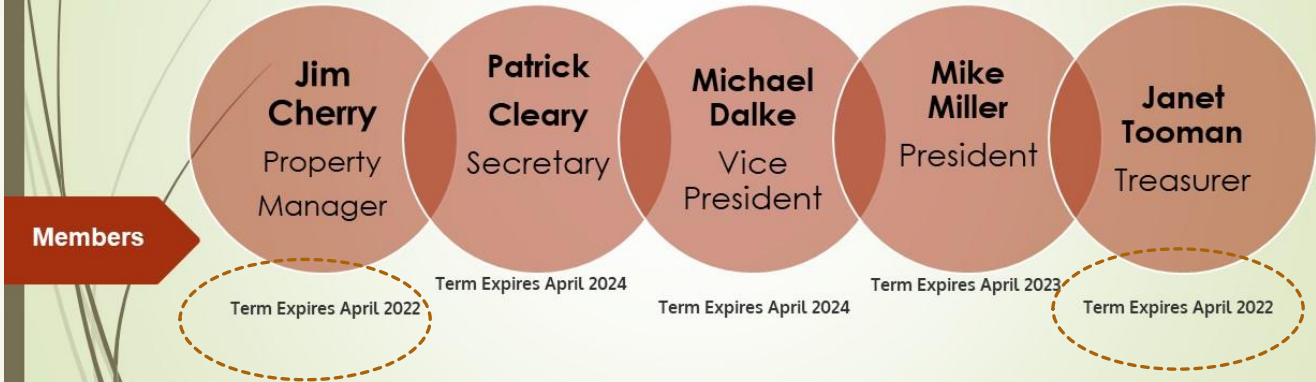 Members
Jim
Cherry
Property
Manager
Term Expires April 2022
Patrick
Cleary
Secretary
Term Expires April 2024
Michael
Dalke
Vice
President
Term Expires April 2024
Mike
Miller
President
Term Expires April 2023
Janet
Tooman
Treasurer
Term Expires April 2022